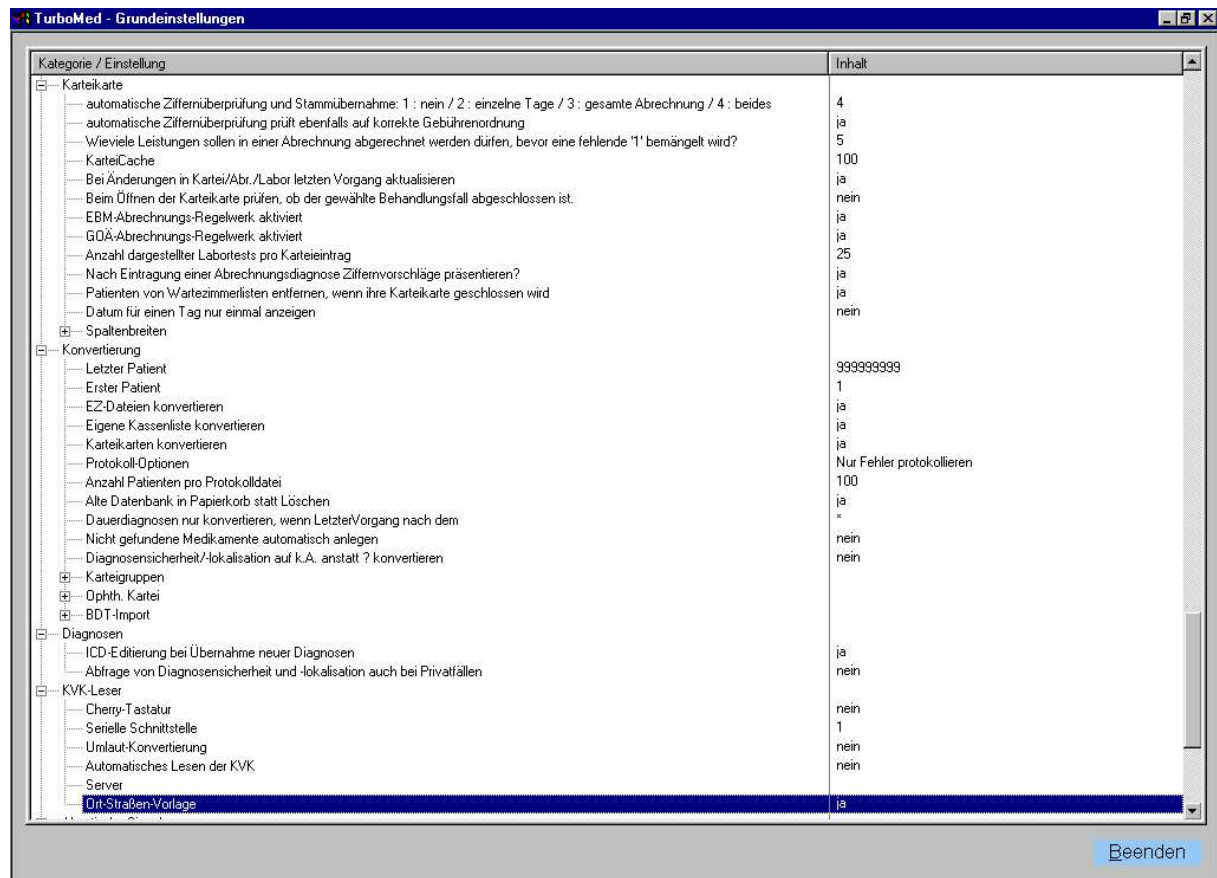 TurboMed - Grundeinstellungen
Kategorie / Einstellung Inhalt
Karteikarte
automatische Ziffernüberprüfung und Stammübernahme: 1 : nein / 2 : einzelne Tage / 3 : gesamte Abrechnung / 4 : beides 4
automatische Ziffernüberprüfung prüft ebenfalls auf korrekte Gebührenordnung ja
Wieviele Leistungen sollen in einer Abrechnung abgerechnet werden dürfen, bevor eine fehlende '1' bemängelt wird? 5
KarteiCache 100
Bei Änderungen in Kartei/Abr./Labor letzten Vorgang aktualisieren ja
Beim Öffnen der Karteikarte prüfen, ob der gewählte Behandlungsfall abgeschlossen ist. nein
EBM-Abrechnungs-Regelwerk aktiviert ja
GOÄ-Abrechnungs-Regelwerk aktiviert ja
Anzahl dargestellter Labortests pro Karteieintrag 25
Nach Eintragung einer Abrechnungsdiagnose Ziffernvorschläge präsentieren? ja
Patienten von Wartezimmerlisten entfernen, wenn ihre Karteikarte geschlossen wird ja
Datum für einen Tag nur einmal anzeigen nein
Spaltenbreiten
Konvertierung
Letzter Patient 999999999
Erster Patient 1
EZ-Dateien konvertieren ja
Eigene Kassenliste konvertieren ja
Karteikarten konvertieren ja
Protokoll-Optionen Nur Fehler protokollieren
Anzahl Patienten pro Protokolldatei 100
Alte Datenbank in Papierkorb statt Löschen ja
Dauerdiagnosen nur konvertieren, wenn LetzterVorgang nach dem *
Nicht gefundene Medikamente automatisch anlegen nein
Diagnosensicherheit/-lokalisation auf k.A. anstatt ? konvertieren nein
Karteigruppen
Ophth. Kartei
BDT-Import
Diagnosen
ICD-Editierung bei Übernahme neuer Diagnosen ja
Abfrage von Diagnosensicherheit und -lokalisation auch bei Privatfällen nein
KVK-Leser
Cherry-Tastatur nein
Serielle Schnittstelle 1
Umlaut-Konvertierung nein
Automatisches Lesen der KVK nein
Server
Ort-Straßen-Vorlage ja
Beenden